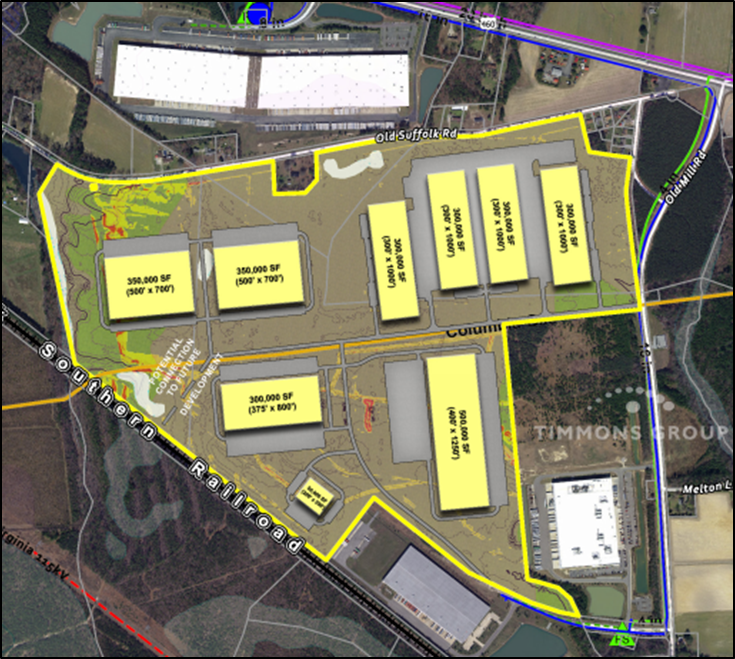 460
Old Suffolk Rd
Old Mill Rd
350,000 SF
(500' x 700')
350,000 SF
(500' x 700')
300,000 SF
(300' x 1000')
300,000 SF
(300' x 1000')
300,000 SF
(300' x 1000')
300,000 SF
(300' x 1000')
POTENTIAL
CONNECTION
TO FUTURE
DEVELOPMENT
300,000 SF
(375' x 800')
500,000 SF
(400' x 1250')
TIMMONS GROUP
Southern Railroad
Melton L
115kV
FS